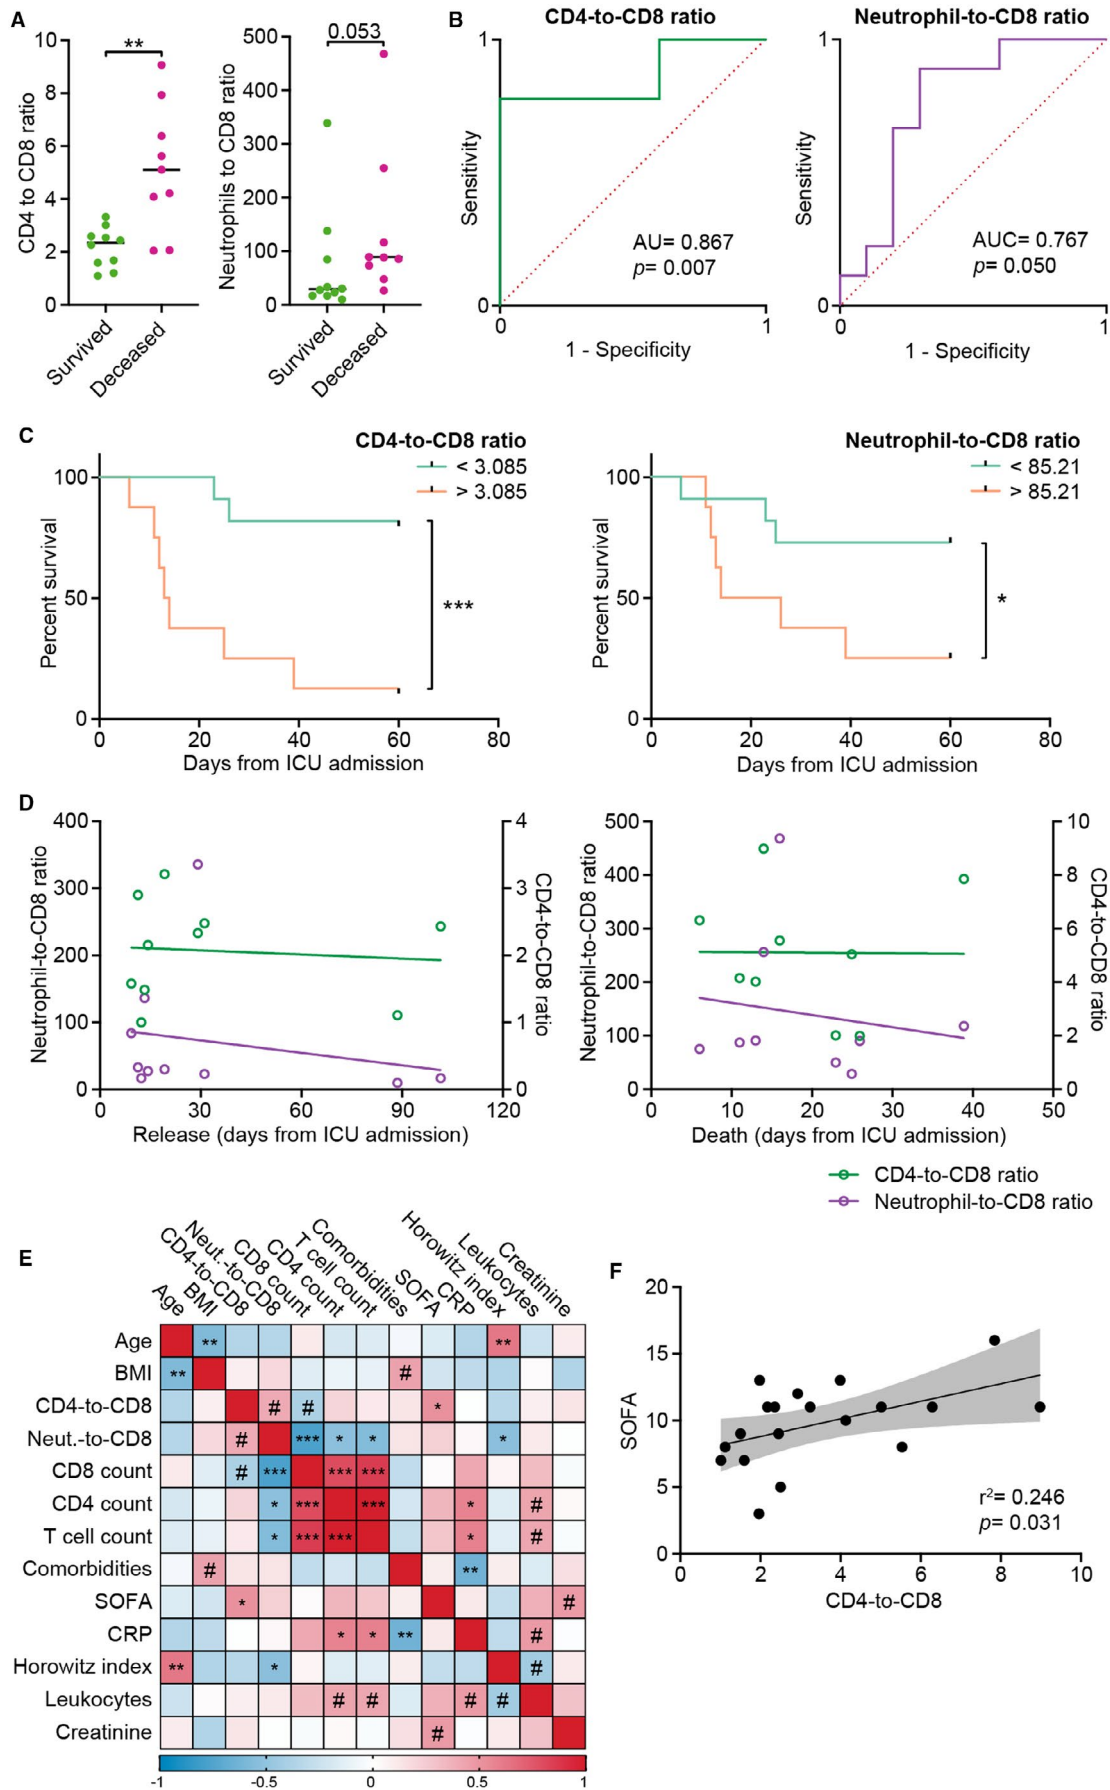 A
10
8
6
4
2
0
CD4 to CD8 ratio
**
Survived
Deceased
500
400
300
200
100
0
Neutrophils to CD8 ratio
0.053
Survived
Deceased
B
CD4-to-CD8 ratio
1
0
Sensitivity
AU= 0.867
p= 0.007
0
1
1 - Specificity
Neutrophil-to-CD8 ratio
1
0
Sensitivity
AUC= 0.767
p= 0.050
0
1
1 - Specificity
C
CD4-to-CD8 ratio
< 3.085
> 3.085
100
50
0
Percent survival
***
0 20 40 60 80
Days from ICU admission
Neutrophil-to-CD8 ratio
< 85.21
> 85.21
100
50
0
Percent survival
*
0 20 40 60 80
Days from ICU admission
D
400
300
200
100
0
Neutrophil-to-CD8 ratio
4
3
2
1
0
CD4-to-CD8 ratio
0 30 60 90 120
Release (days from ICU admission)
500
400
300
200
100
0
Neutrophil-to-CD8 ratio
10
8
6
4
2
0
CD4-to-CD8 ratio
0 10 20 30 40 50
Death (days from ICU admission)
CD4-to-CD8 ratio
Neutrophil-to-CD8 ratio
E
Age
BMI
CD4-to-CD8
Neut.-to-CD8
CD8 count
CD4 count
T cell count
Comorbidities
SOFA
CRP
Horowitz index
Leukocytes
Creatinine
Age ** **
BMI ** #
CD4-to-CD8 # # *
Neut.-to-CD8 # *** * * *
CD8 count # *** *** ***
CD4 count * *** *** * #
T cell count * *** *** * #
Comorbidities # **
SOFA * #
CRP * * ** #
Horowitz index ** * #
Leukocytes # # # #
Creatinine #
-1 -0.5 0 0.5 1
F
20
15
10
5
0
SOFA
r2= 0.246
p= 0.031
0 2 4 6 8 10
CD4-to-CD8